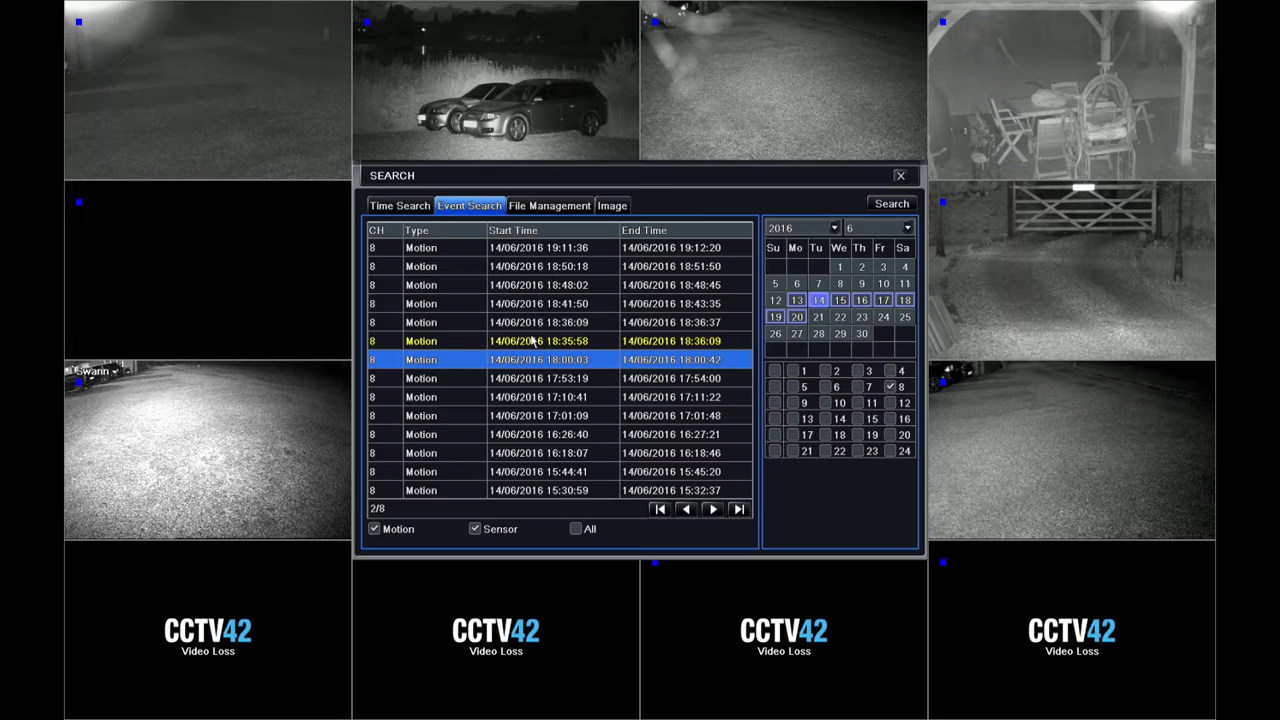 SEARCH
Time Search Event Search File Management Image Search
CH Type Start Time End Time
8 Motion 14/06/2016 19:11:36 14/06/2016 19:12:20
8 Motion 14/06/2016 18:50:18 14/06/2016 18:51:50
8 Motion 14/06/2016 18:48:02 14/06/2016 18:48:45
8 Motion 14/06/2016 18:41:50 14/06/2016 18:43:35
8 Motion 14/06/2016 18:36:09 14/06/2016 18:36:37
8 Motion 14/06/2016 18:35:58 14/06/2016 18:36:09
8 Motion 14/06/2016 18:00:03 14/06/2016 18:00:42
8 Motion 14/06/2016 17:53:19 14/06/2016 17:54:00
8 Motion 14/06/2016 17:10:41 14/06/2016 17:11:22
8 Motion 14/06/2016 17:01:09 14/06/2016 17:01:48
8 Motion 14/06/2016 16:26:40 14/06/2016 16:27:21
8 Motion 14/06/2016 16:18:07 14/06/2016 16:18:46
8 Motion 14/06/2016 15:44:41 14/06/2016 15:45:20
8 Motion 14/06/2016 15:30:59 14/06/2016 15:32:37
2/8
Motion Sensor All
2016 6
Su Mo Tu We Th Fr Sa
1 2 3 4
5 6 7 8 9 10 11
12 13 14 15 16 17 18
19 20 21 22 23 24 25
26 27 28 29 30
1 2 3 4
5 6 7 8
9 10 11 12
13 14 15 16
17 18 19 20
21 22 23 24
Swann
CCTV42
Video Loss
CCTV42
Video Loss
CCTV42
Video Loss
CCTV42
Video Loss